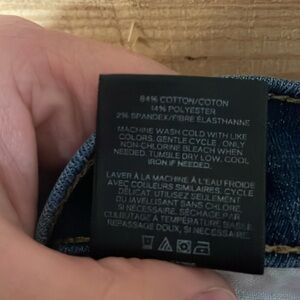 84% COTTON/COTON
14% POLYESTER
2% SPANDEX/FIBRE ÉLASTHANNE
MACHINE WASH COLD WITH LIKE
COLORS, GENTLE CYCLE. ONLY
NON-CHLORINE BLEACH WHEN
NEEDED. TUMBLE DRY LOW, COOL
IRON IF NEEDED.
LAVER À LA MACHINE À L'EAU FROIDE
AVEC COULEURS SIMILAIRES, CYCLE
DÉLICAT. UTILISEZ SEULEMENT
DU JAVELLISANT SANS CHLORE
SI NÉCESSAIRE. SÉCHAGE PAR
CULBUTAGE À TEMPÉRATURE BASSE,
REPASSAGE DOUX, SI NÉCESSAIRE.